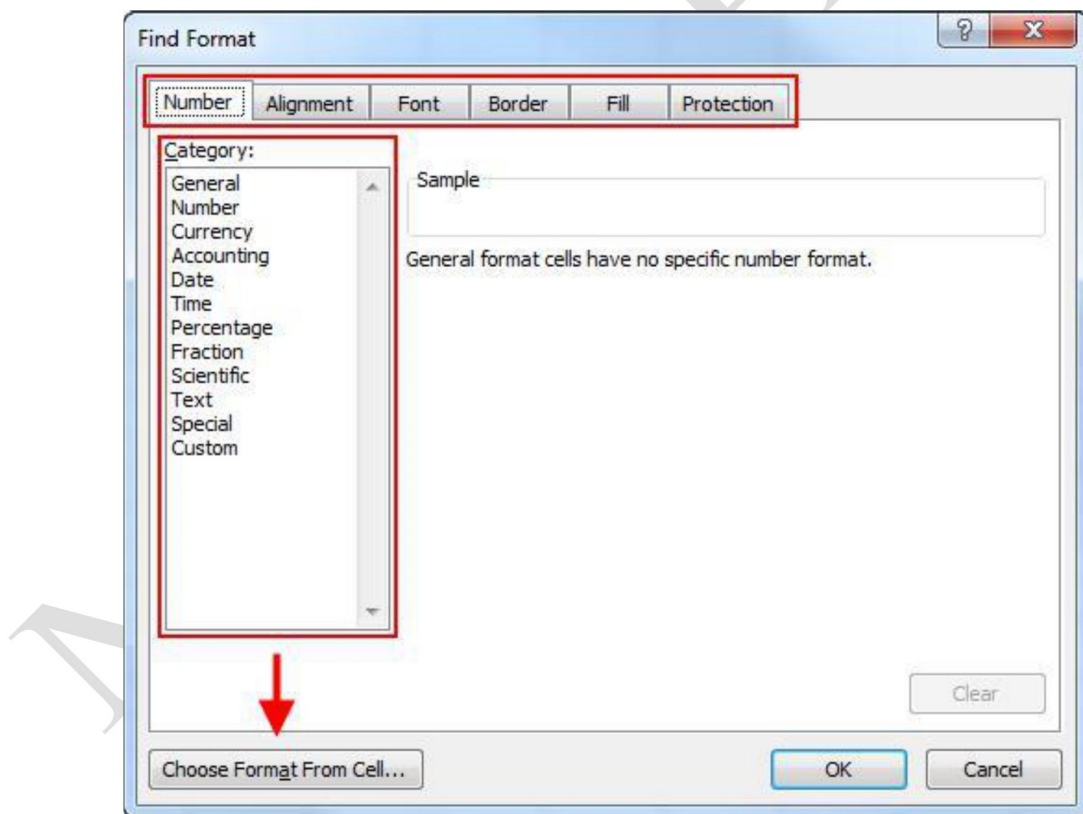 Find Format
Number Alignment Font Border Fill Protection
Category:
General
Number
Currency
Accounting
Date
Time
Percentage
Fraction
Scientific
Text
Special
Custom
Sample
General format cells have no specific number format.
Clear
Choose Format From Cell...
OK
Cancel